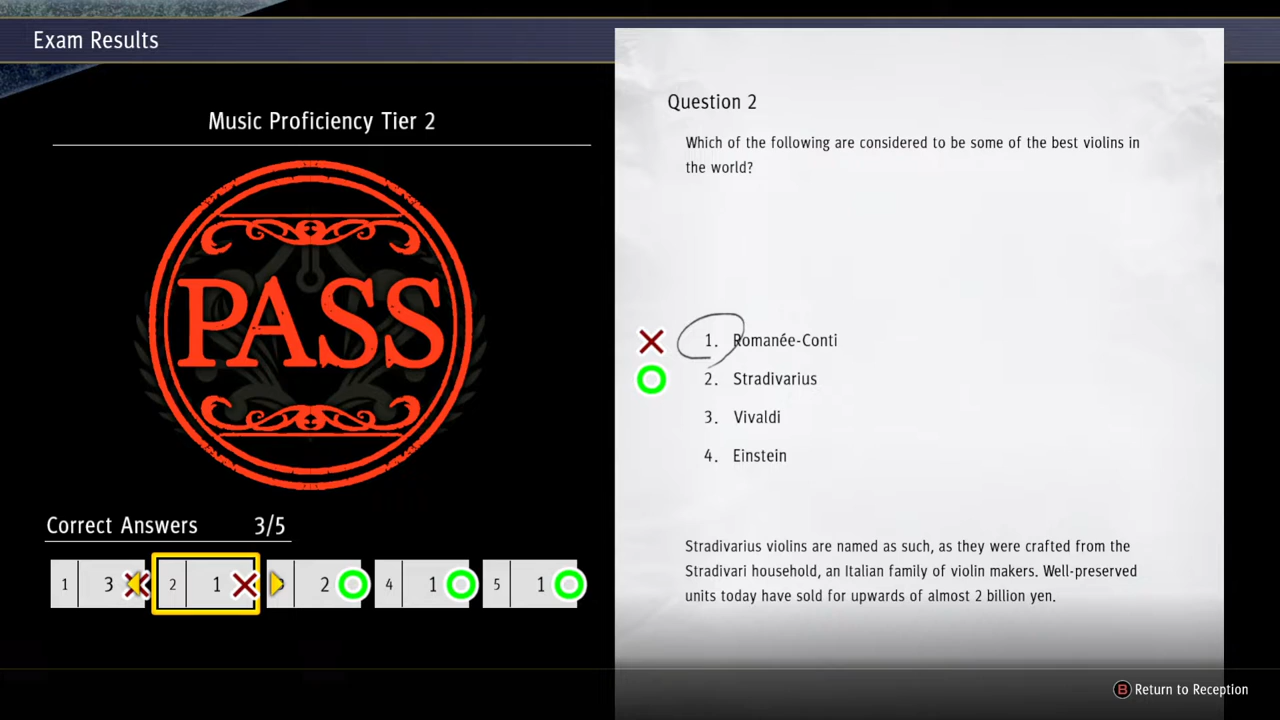 Exam Results
Music Proficiency Tier 2
PASS
Correct Answers 3/5
1 3 2 1 2 4 1 5 1
Question 2
Which of the following are considered to be some of the best violins in
the world?
1. Romanée-Conti
2. Stradivarius
3. Vivaldi
4. Einstein
Stradivarius violins are named as such, as they were crafted from the
Stradivari household, an Italian family of violin makers. Well-preserved
units today have sold for upwards of almost 2 billion yen.
B Return to Reception